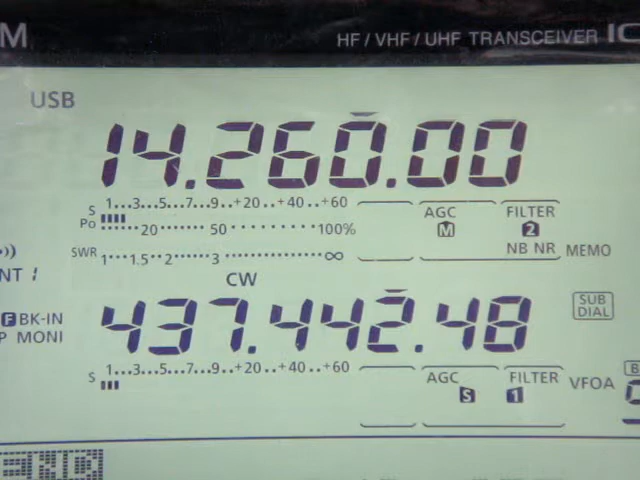 M HF / VHF / UHF TRANSCEIVER IC
USB
14.260.00
S 1...3...5...7...9..+20..+40..+60
Po 20 50 100%
AGC FILTER
M 2
SWR 1 1.5 2 3 ∞
NB NR MEMO
NT 1
CW
437.442.48
F BK-IN
P MONI
SUB DIAL
S 1...3...5...7...9..+20..+40..+60
AGC FILTER VFOA
S 1